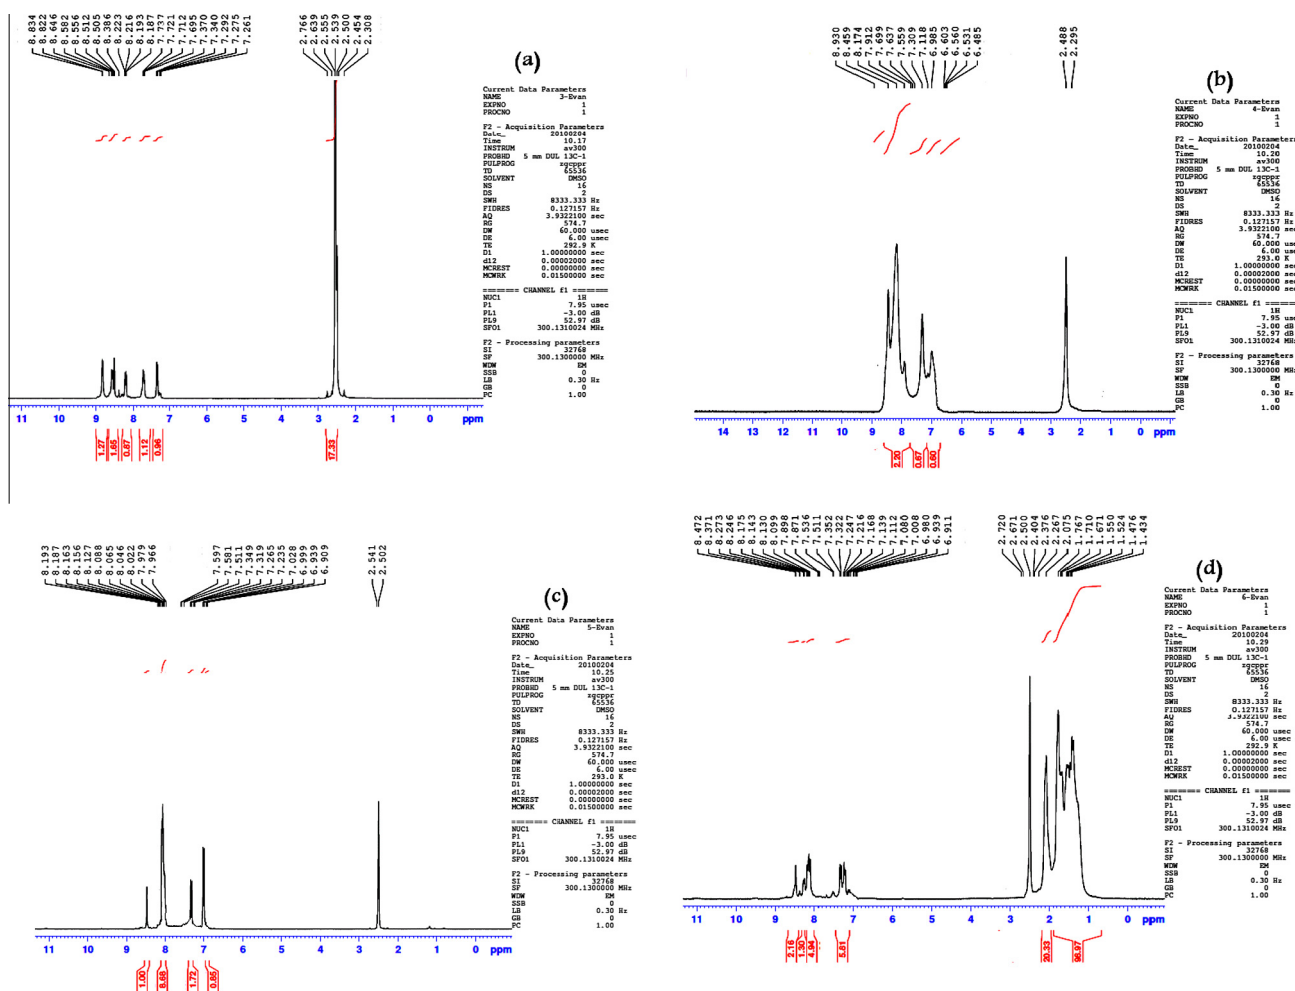 8.834
8.822
8.646
8.582
8.556
8.512
8.505
8.386
8.223
8.216
8.193
8.187
7.737
7.721
7.712
7.695
7.370
7.340
7.292
7.275
7.261
2.766
2.639
2.555
2.539
2.500
2.454
2.308
(a)
Current Data Parameters
NAME 3-Evan
EXPNO 1
PROCNO 1
F2 - Acquisition Parameters
Date_ 20100204
Time 10.17
INSTRUM av300
PROBHD 5 mm DUL 13C-1
PULPROG zgcppr
TD 65536
SOLVENT DMSO
NS 16
DS 2
SWH 8333.333 Hz
FIDRES 0.127157 Hz
AQ 3.9322100 sec
RG 574.7
DW 60.000 usec
DE 6.00 usec
TE 292.9 K
D1 1.00000000 sec
d12 0.00002000 sec
MCREST 0.00000000 sec
MCWRK 0.01500000 sec
======= CHANNEL f1 =======
NUC1 1H
P1 7.95 usec
PL1 -3.00 dB
PL9 52.97 dB
SFO1 300.1310024 MHz
F2 - Processing parameters
SI 32768
SF 300.1300000 MHz
WDW EM
SSB 0
LB 0.30 Hz
GB 0
PC 1.00
11 10 9 8 7 6 5 4 3 2 1 0 ppm
1.27
1.65
0.87
1.12
0.96
17.33
8.930
8.459
8.174
7.912
7.699
7.637
7.559
7.309
7.118
6.985
6.603
6.560
6.531
6.485
2.488
2.295
(b)
Current Data Parameters
NAME 4-Evan
EXPNO 1
PROCNO 1
F2 - Acquisition Parameters
Date_ 20100204
Time 10.20
INSTRUM av300
PROBHD 5 mm DUL 13C-1
PULPROG zgcppr
TD 65536
SOLVENT DMSO
NS 16
DS 2
SWH 8333.333 Hz
FIDRES 0.127157 Hz
AQ 3.9322100 sec
RG 574.7
DW 60.000 usec
DE 6.00 usec
TE 293.0 K
D1 1.00000000 sec
d12 0.00002000 sec
MCREST 0.00000000 sec
MCWRK 0.01500000 sec
======= CHANNEL f1 =======
NUC1 1H
P1 7.95 usec
PL1 -3.00 dB
PL9 52.97 dB
SFO1 300.1310024 MHz
F2 - Processing parameters
SI 32768
SF 300.1300000 MHz
WDW EM
SSB 0
LB 0.30 Hz
GB 0
PC 1.00
14 13 12 11 10 9 8 7 6 5 4 3 2 1 0 -1 ppm
2.20
0.67
0.60
8.193
8.187
8.163
8.156
8.127
8.088
8.065
8.046
8.022
7.979
7.966
7.597
7.581
7.511
7.349
7.319
7.265
7.235
7.028
6.999
6.939
6.909
2.541
2.502
(c)
Current Data Parameters
NAME 5-Evan
EXPNO 1
PROCNO 1
F2 - Acquisition Parameters
Date_ 20100204
Time 10.25
INSTRUM av300
PROBHD 5 mm DUL 13C-1
PULPROG zgcppr
TD 65536
SOLVENT DMSO
NS 16
DS 2
SWH 8333.333 Hz
FIDRES 0.127157 Hz
AQ 3.9322100 sec
RG 574.7
DW 60.000 usec
DE 6.00 usec
TE 293.0 K
D1 1.00000000 sec
d12 0.00002000 sec
MCREST 0.00000000 sec
MCWRK 0.01500000 sec
======= CHANNEL f1 =======
NUC1 1H
P1 7.95 usec
PL1 -3.00 dB
PL9 52.97 dB
SFO1 300.1310024 MHz
F2 - Processing parameters
SI 32768
SF 300.1300000 MHz
WDW EM
SSB 0
LB 0.30 Hz
GB 0
PC 1.00
11 10 9 8 7 6 5 4 3 2 1 0 ppm
1.00
8.68
1.72
0.85
8.472
8.371
8.273
8.246
8.175
8.143
8.130
8.099
7.898
7.871
7.536
7.511
7.352
7.322
7.247
7.216
7.168
7.139
7.112
7.080
7.008
6.980
6.939
6.911
2.720
2.671
2.500
2.404
2.376
2.267
2.075
1.767
1.710
1.671
1.550
1.524
1.476
1.434
(d)
Current Data Parameters
NAME 6-Evan
EXPNO 1
PROCNO 1
F2 - Acquisition Parameters
Date_ 20100204
Time 10.29
INSTRUM av300
PROBHD 5 mm DUL 13C-1
PULPROG zgcppr
TD 65536
SOLVENT DMSO
NS 16
DS 2
SWH 8333.333 Hz
FIDRES 0.127157 Hz
AQ 3.9322100 sec
RG 574.7
DW 60.000 usec
DE 6.00 usec
TE 292.9 K
D1 1.00000000 sec
d12 0.00002000 sec
MCREST 0.00000000 sec
MCWRK 0.01500000 sec
======= CHANNEL f1 =======
NUC1 1H
P1 7.95 usec
PL1 -3.00 dB
PL9 52.97 dB
SFO1 300.1310024 MHz
F2 - Processing parameters
SI 32768
SF 300.1300000 MHz
WDW EM
SSB 0
LB 0.30 Hz
GB 0
PC 1.00
11 10 9 8 7 6 5 4 3 2 1 0 ppm
2.16
1.30
4.94
5.81
20.33
96.97